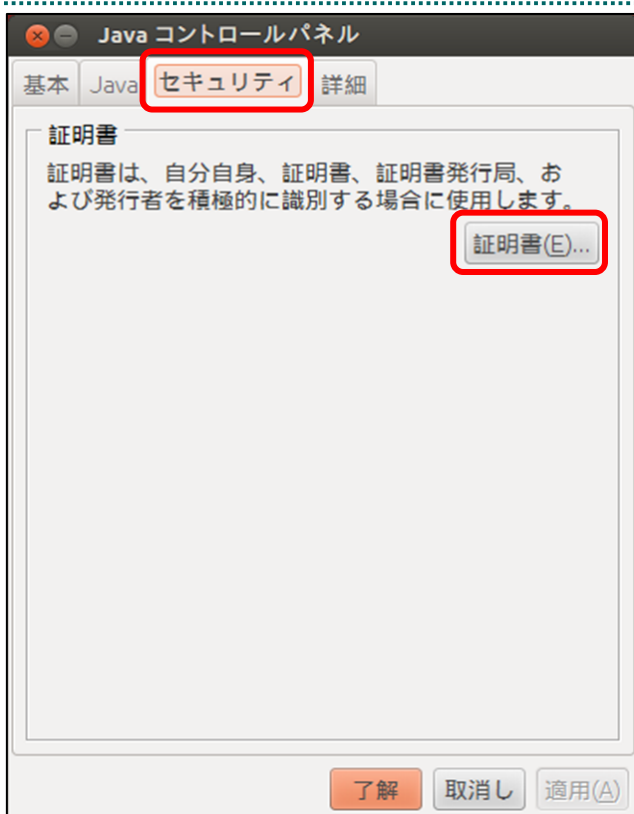 Java コントロールパネル
基本 Java セキュリティ 詳細
証明書
証明書は、自分自身、証明書、証明書発行局、お
よび発行者を積極的に識別する場合に使用します。
証明書(E)...
了解 取消し 適用(A)